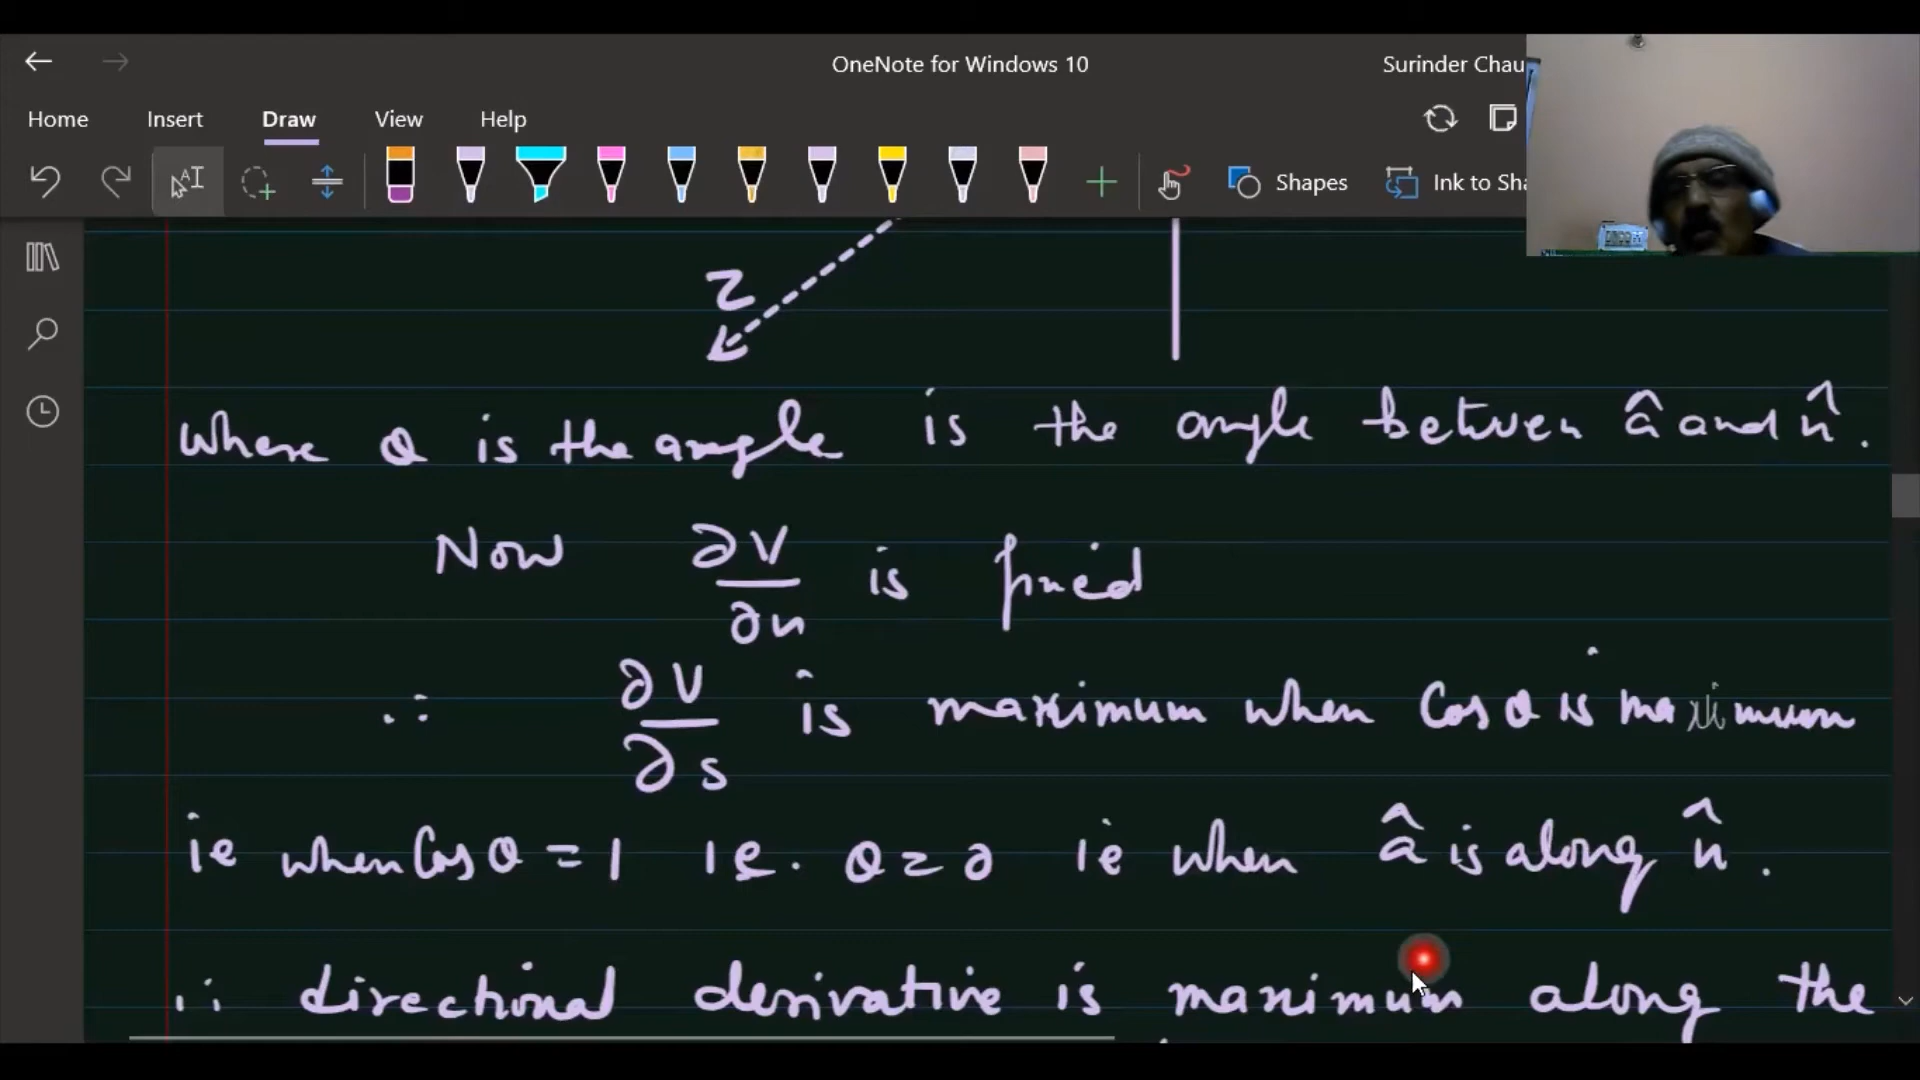 OneNote for Windows 10
Surinder Chau
Home Insert Draw View Help
Shapes Ink to Sha
Z
Where θ is the angle is the angle between â and n̂.
Now ∂V/∂n is fixed
∴ ∂V/∂s is maximum when Cos θ is maximum
ie when Cos θ = 1 ie. θ = 0 ie when â is along n̂.
∴ directional derivative is maximum along the